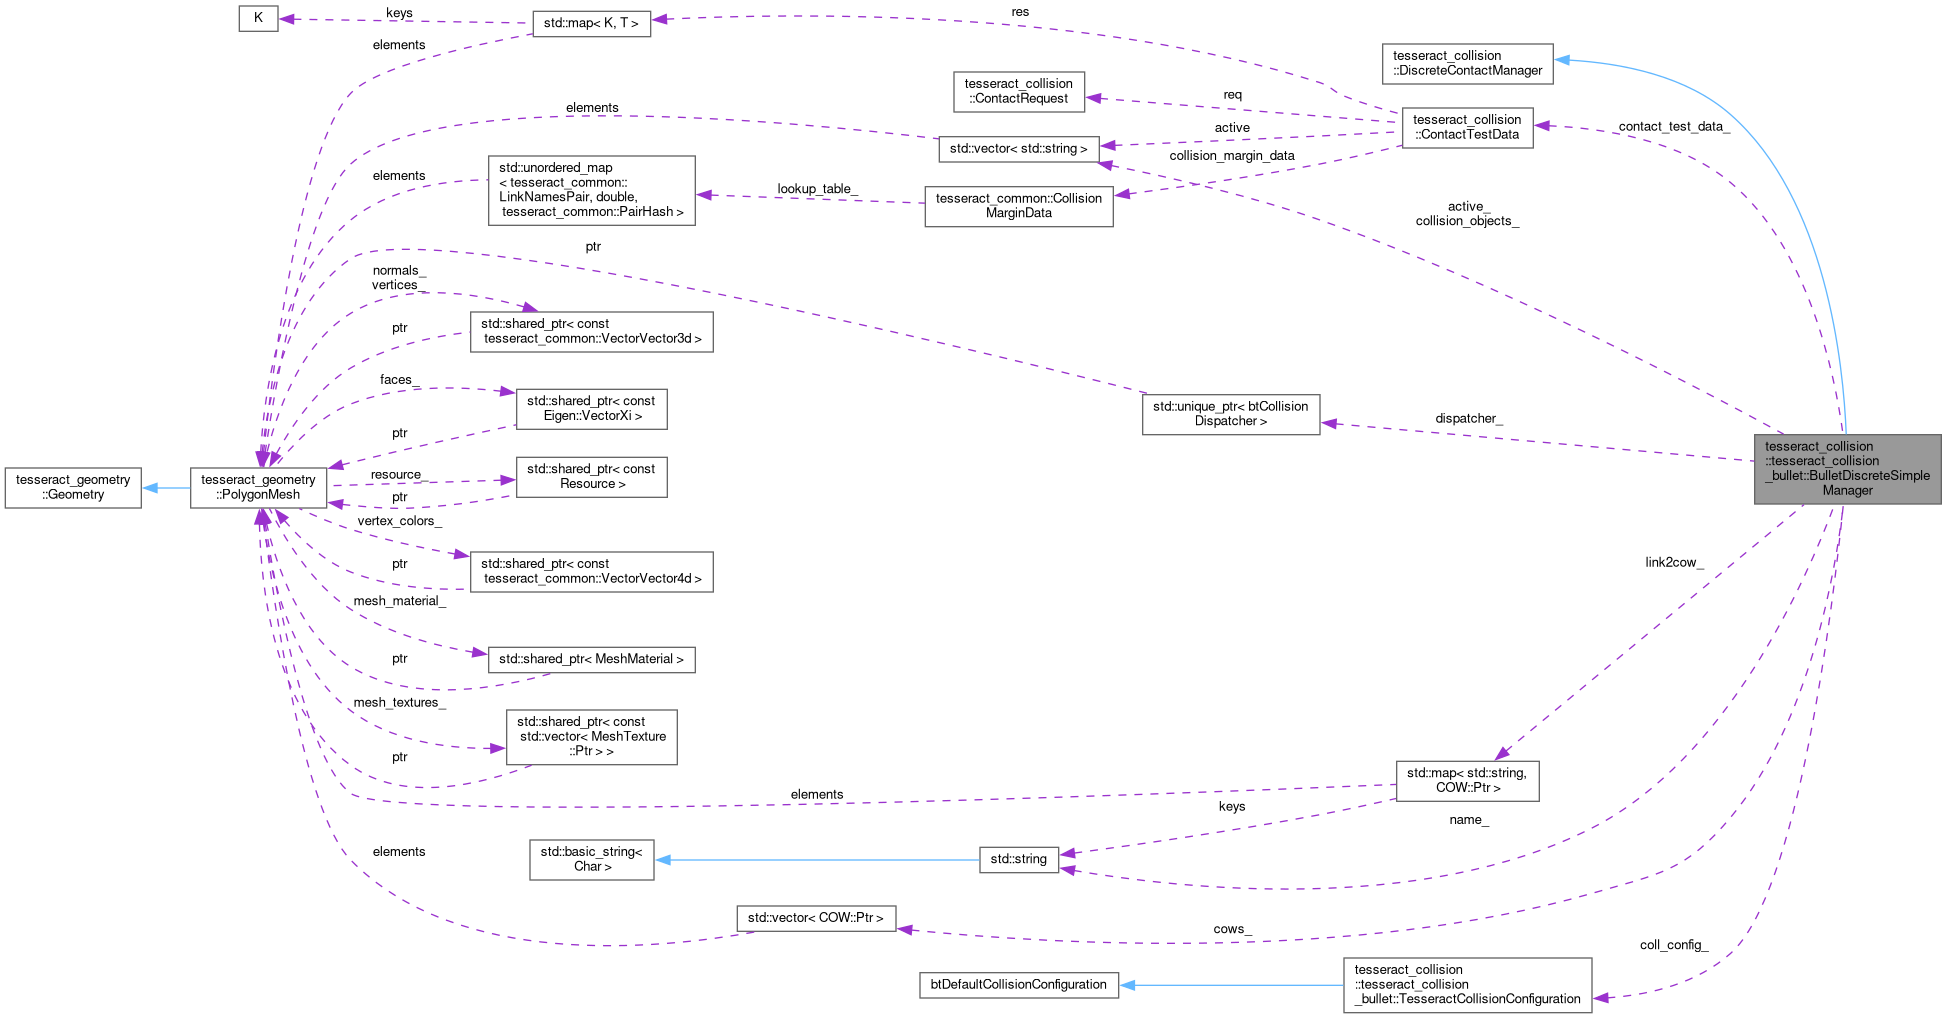 K
keys
std::map< K, T >
res
elements
tesseract_collision
::DiscreteContactManager
tesseract_collision
::ContactRequest
req
elements
tesseract_collision
::ContactTestData
contact_test_data_
active
std::vector< std::string >
collision_margin_data
std::unordered_map
< tesseract_common::
LinkNamesPair, double,
tesseract_common::PairHash >
elements
lookup_table_
tesseract_common::Collision
MarginData
active_
collision_objects_
ptr
normals_
vertices_
std::shared_ptr< const
tesseract_common::VectorVector3d >
ptr
faces_
std::shared_ptr< const
Eigen::VectorXi >
ptr
std::unique_ptr< btCollision
Dispatcher >
dispatcher_
tesseract_collision
::tesseract_collision
_bullet::BulletDiscreteSimple
Manager
tesseract_geometry
::Geometry
tesseract_geometry
::PolygonMesh
resource_
std::shared_ptr< const
Resource >
ptr
vertex_colors_
std::shared_ptr< const
tesseract_common::VectorVector4d >
ptr
link2cow_
mesh_material_
std::shared_ptr< MeshMaterial >
ptr
mesh_textures_
std::shared_ptr< const
std::vector< MeshTexture
::Ptr > >
ptr
std::map< std::string,
COW::Ptr >
elements
keys
name_
std::basic_string<
Char >
std::string
elements
std::vector< COW::Ptr >
cows_
coll_config_
btDefaultCollisionConfiguration
tesseract_collision
::tesseract_collision
_bullet::TesseractCollisionConfiguration